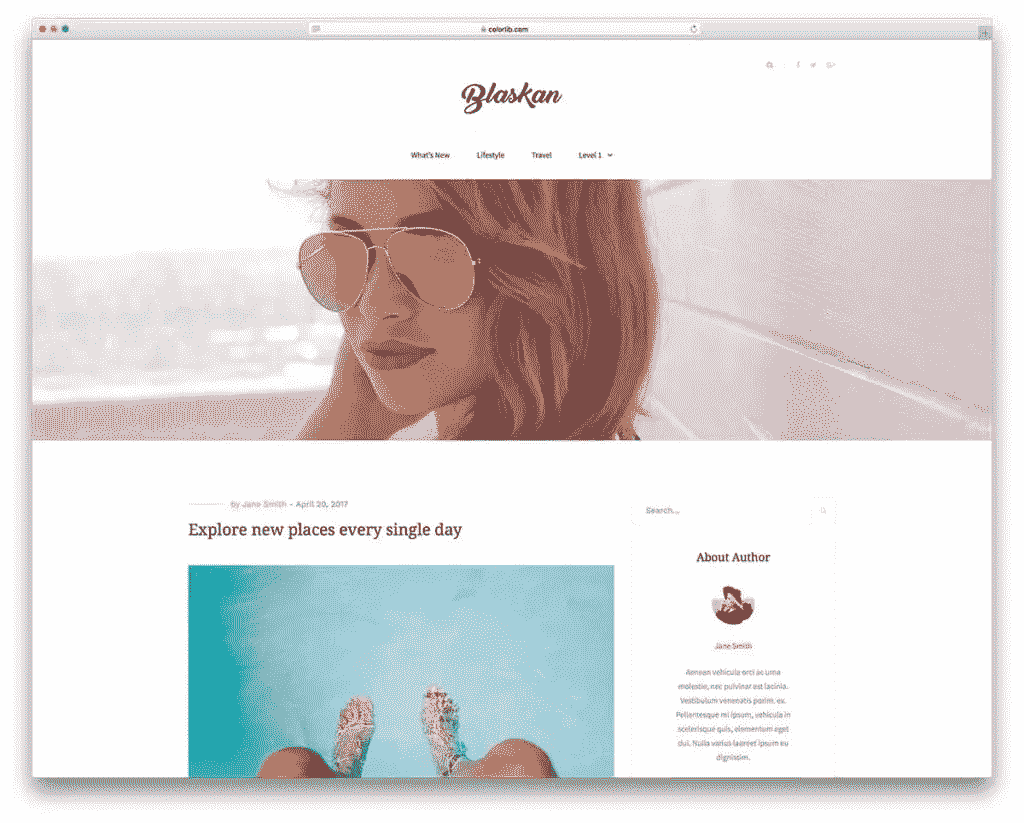 colorlib.com
Blaskan
What's New Lifestyle Travel Level 1
by Jane Smith - April 20, 2017
Explore new places every single day
Search...
About Author
Jane Smith
Aenean vehicula orci ac urna
molestie, nec pulvinar est lacinia.
Vestibulum venenatis porim. ex.
Pellentesque mi ipsum, vehicula in
scelerisque quis, elementum eget
dui. Nulla varius laoreet ipsum eu
dignissim.